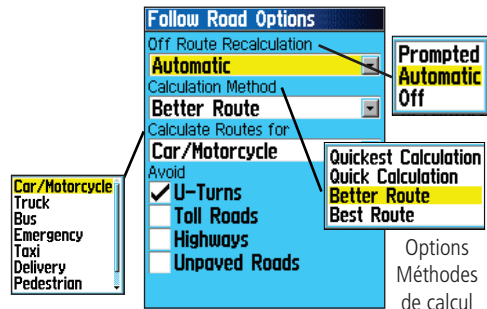 Follow Road Options
Off Route Recalculation
Automatic
Calculation Method
Better Route
Calculate Routes for
Car/Motorcycle
Avoid
U-Turns
Toll Roads
Highways
Unpaved Roads
Prompted
Automatic
Off
Quickest Calculation
Quick Calculation
Better Route
Best Route
Options
Méthodes
de calcul
Car/Motorcycle
Truck
Bus
Emergency
Taxi
Delivery
Pedestrian